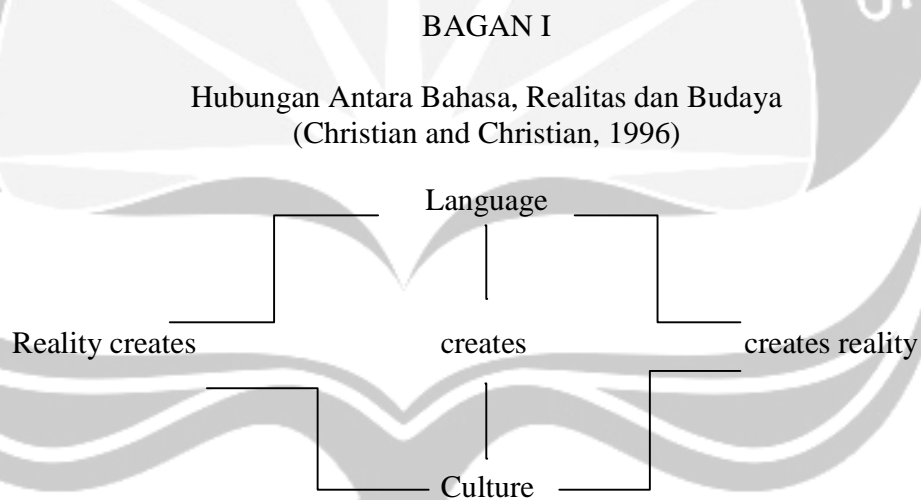 BAGAN I
Hubungan Antara Bahasa, Realitas dan Budaya
(Christian and Christian, 1996)
Language
Reality creates creates creates reality
Culture